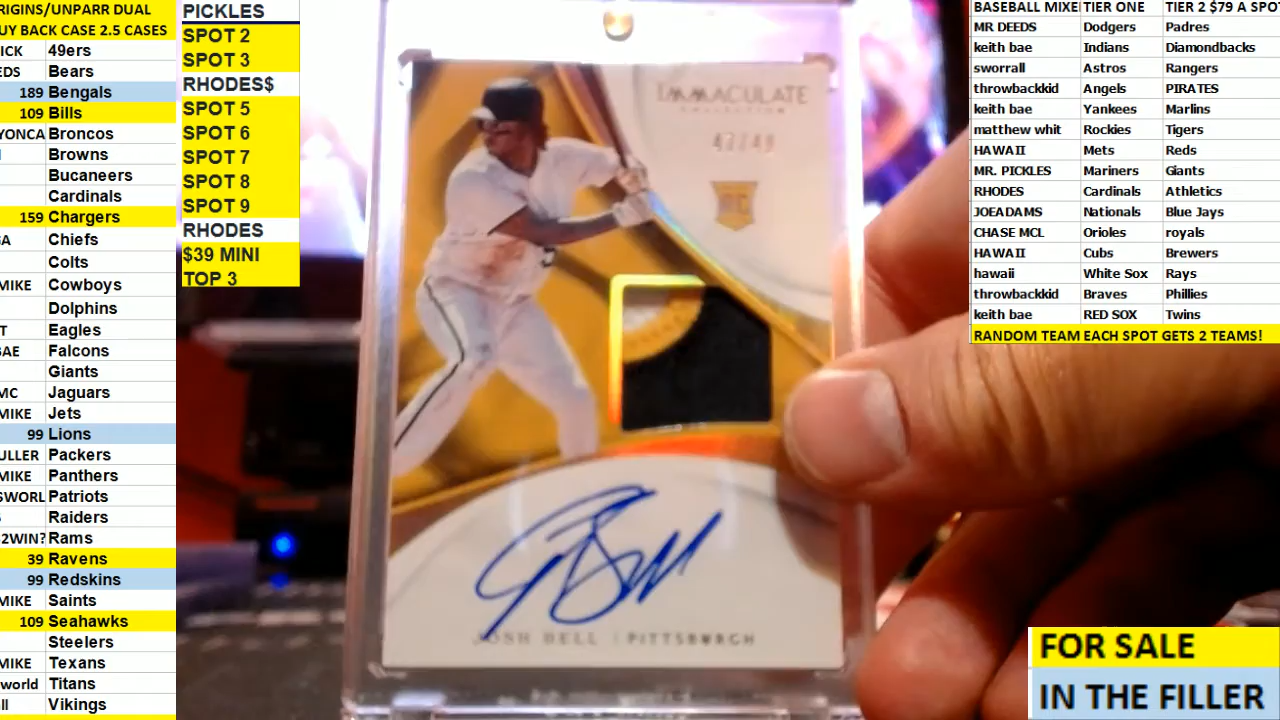 RIGINS/UNPARR DUAL
UY BACK CASE 2.5 CASES
ICK 49ers
EDS Bears
189 Bengals
109 Bills
YONCA Broncos
Browns
Bucaneers
Cardinals
159 Chargers
GA Chiefs
Colts
MIKE Cowboys
Dolphins
T Eagles
BAE Falcons
Giants
MC Jaguars
MIKE Jets
99 Lions
ULLER Packers
MIKE Panthers
SWORL Patriots
Raiders
2WIN? Rams
39 Ravens
99 Redskins
MIKE Saints
109 Seahawks
Steelers
MIKE Texans
world Titans
ll Vikings
PICKLES
SPOT 2
SPOT 3
RHODES$
SPOT 5
SPOT 6
SPOT 7
SPOT 8
SPOT 9
RHODES
$39 MINI
TOP 3
IMMACULATE
COLLECTION
47/49
RC
JOSH BELL | PITTSBURGH
BASEBALL MIXE TIER ONE TIER 2 $79 A SPOT
MR DEEDS Dodgers Padres
keith bae Indians Diamondbacks
sworrall Astros Rangers
throwbackkid Angels PIRATES
keith bae Yankees Marlins
matthew whit Rockies Tigers
HAWAII Mets Reds
MR. PICKLES Mariners Giants
RHODES Cardinals Athletics
JOEADAMS Nationals Blue Jays
CHASE MCL Orioles royals
HAWAII Cubs Brewers
hawaii White Sox Rays
throwbackkid Braves Phillies
keith bae RED SOX Twins
RANDOM TEAM EACH SPOT GETS 2 TEAMS!
FOR SALE
IN THE FILLER